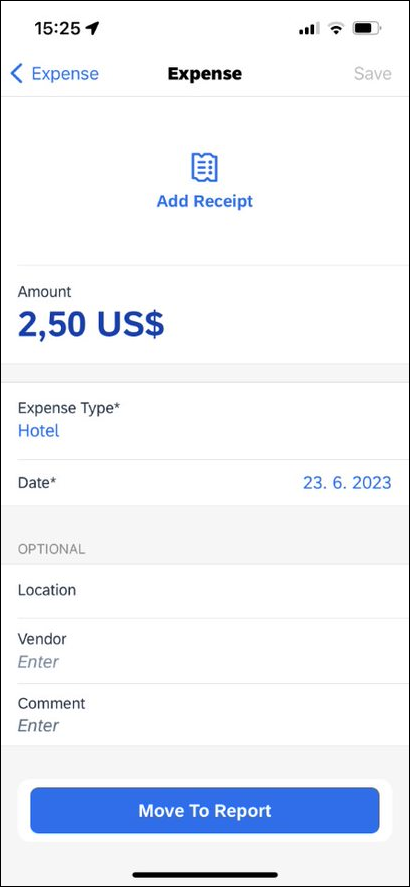 15:25
Expense
Expense
Save
Add Receipt
Amount
2,50 US$
Expense Type*
Hotel
Date*
23. 6. 2023
OPTIONAL
Location
Vendor
Enter
Comment
Enter
Move To Report